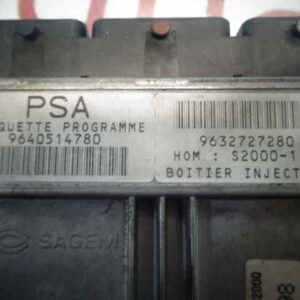 PSA
QUETTE PROGRAMME
9640514780
9632727280
HOM : S2000-1
BOITIER INJECT
SAGEM